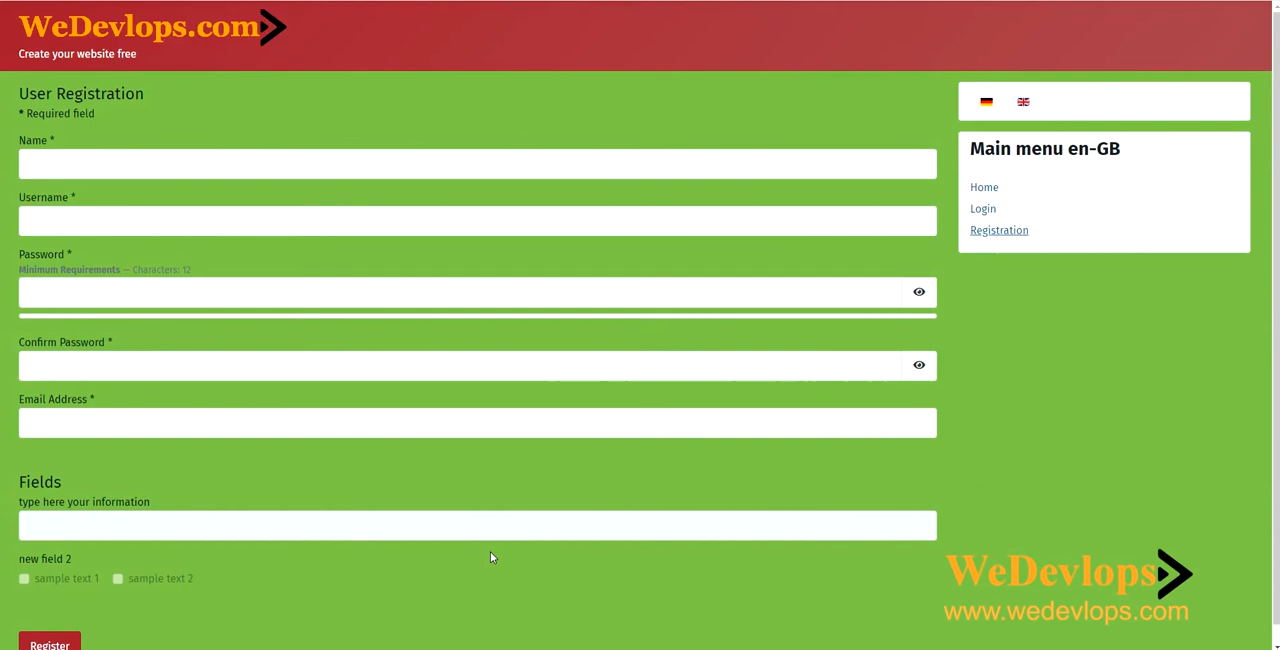 WeDevlops.com
Create your website free
User Registration
* Required field
Name *
Username *
Password *
Minimum Requirements — Characters: 12
Confirm Password *
Email Address *
Fields
type here your information
new field 2
sample text 1 sample text 2
Register
Main menu en-GB
Home
Login
Registration
WeDevlops
www.wedevlops.com